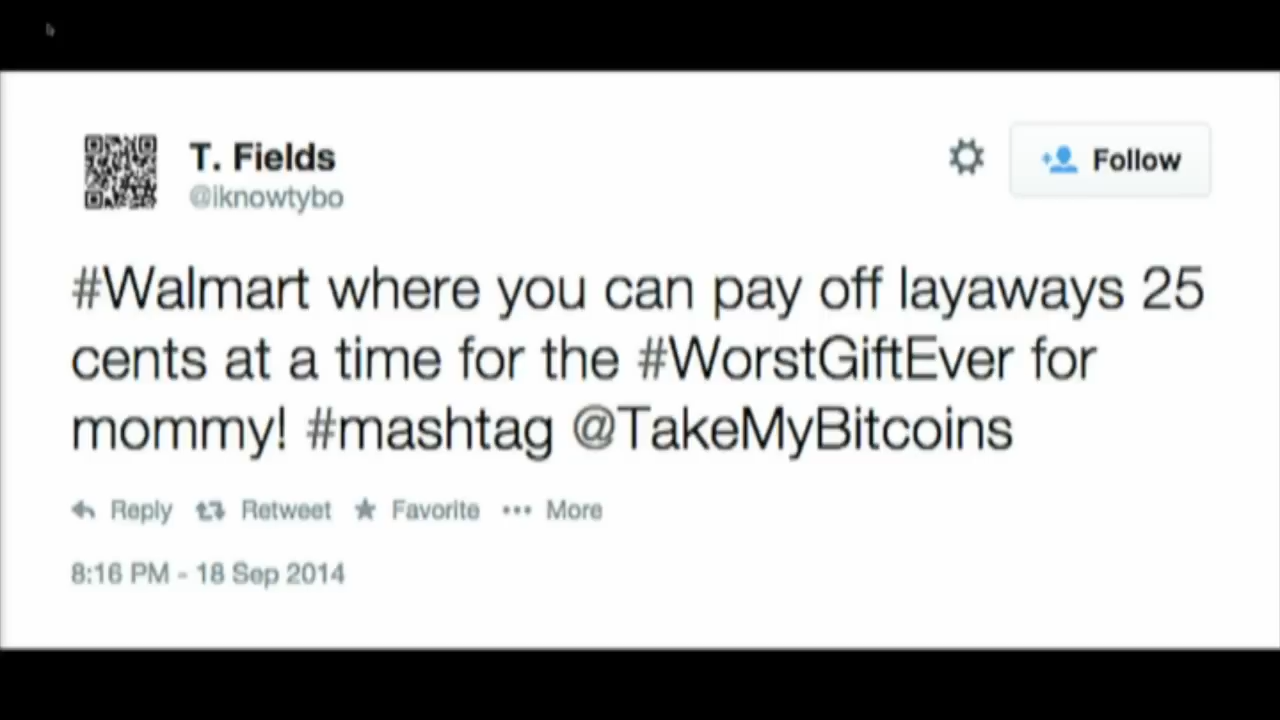 T. Fields
@iknowtybo
Follow
#Walmart where you can pay off layaways 25
cents at a time for the #WorstGiftEver for
mommy! #mashtag @TakeMyBitcoins
Reply Retweet Favorite More
8:16 PM - 18 Sep 2014